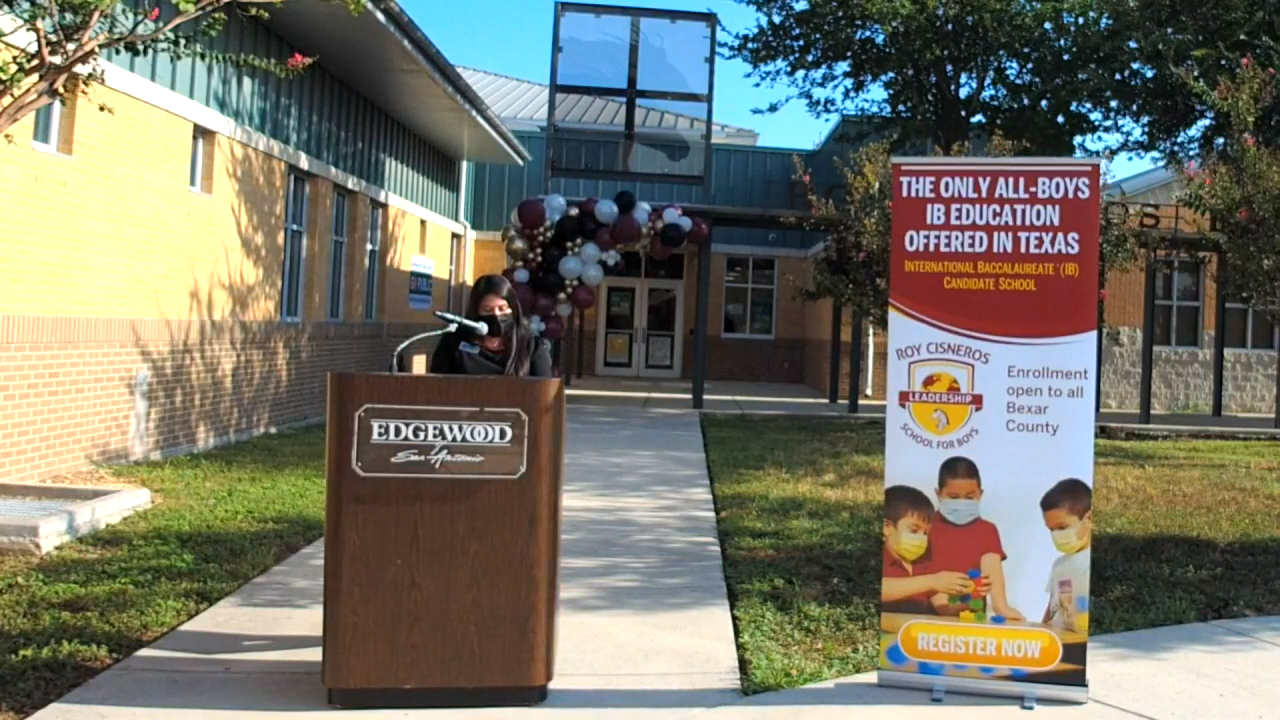 EDGEWOOD
San Antonio
THE ONLY ALL-BOYS
IB EDUCATION
OFFERED IN TEXAS
INTERNATIONAL BACCALAUREATE (IB)
CANDIDATE SCHOOL
ROY CISNEROS
LEADERSHIP
SCHOOL FOR BOYS
Enrollment
open to all
Bexar
County
REGISTER NOW